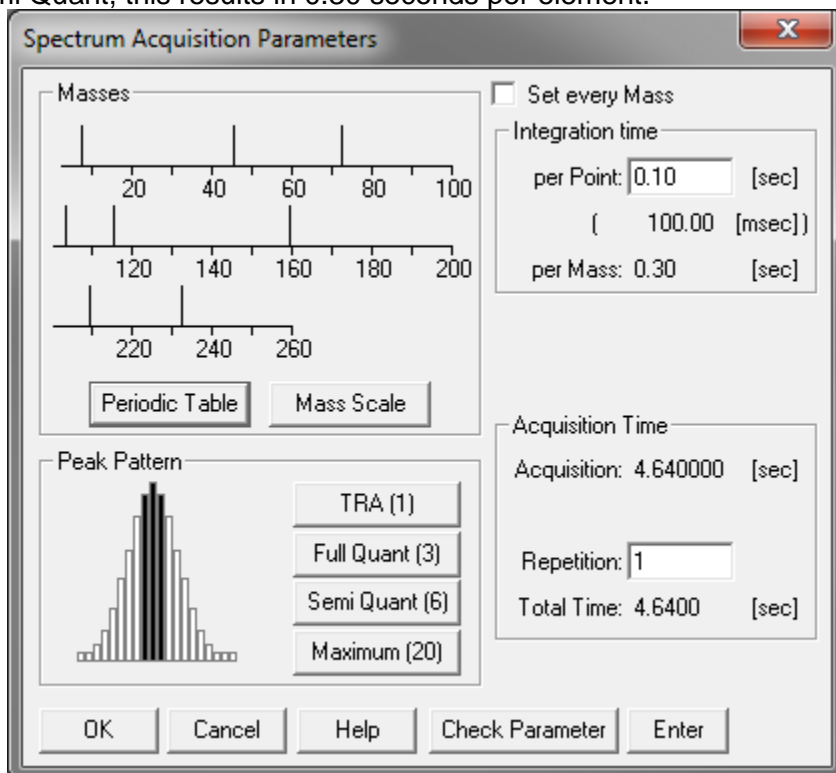 Spectrum Acquisition Parameters
Masses
20 40 60 80 100
120 140 160 180 200
220 240 260
Periodic Table Mass Scale
Set every Mass
Integration time
per Point: 0.10 [sec]
( 100.00 [msec])
per Mass: 0.30 [sec]
Peak Pattern
TRA (1)
Full Quant (3)
Semi Quant (6)
Maximum (20)
Acquisition Time
Acquisition: 4.640000 [sec]
Repetition: 1
Total Time: 4.6400 [sec]
OK Cancel Help Check Parameter Enter